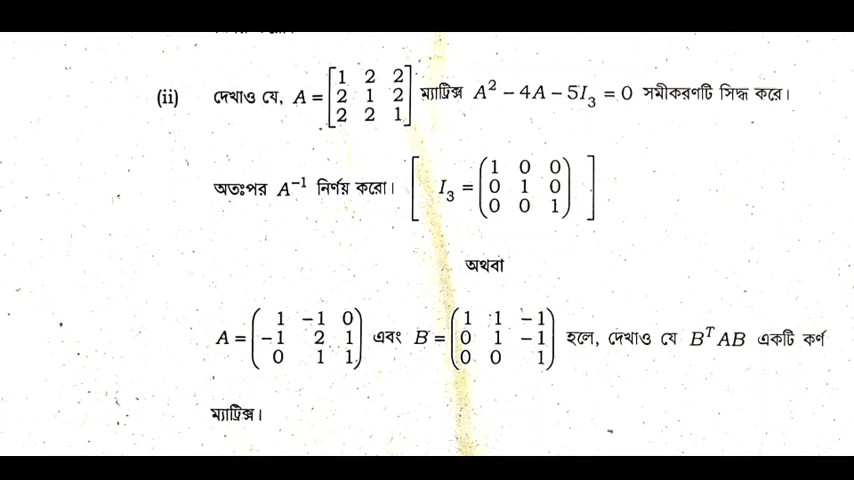 (ii) দেখাও যে, A = [1 2 2 2 1 2 2 2 1] ম্যাট্রিক্স A² − 4A − 5I₃ = 0 সমীকরণটি সিদ্ধ করে।
অতঃপর A⁻¹ নির্ণয় করো। [ I₃ = (1 0 0 0 1 0 0 0 1) ]
অথবা
A = (1 −1 0 −1 2 1 0 1 1) এবং B = (1 1 −1 0 1 −1 0 0 1) হলে, দেখাও যে BᵀAB একটি কর্ণ
ম্যাট্রিক্স।